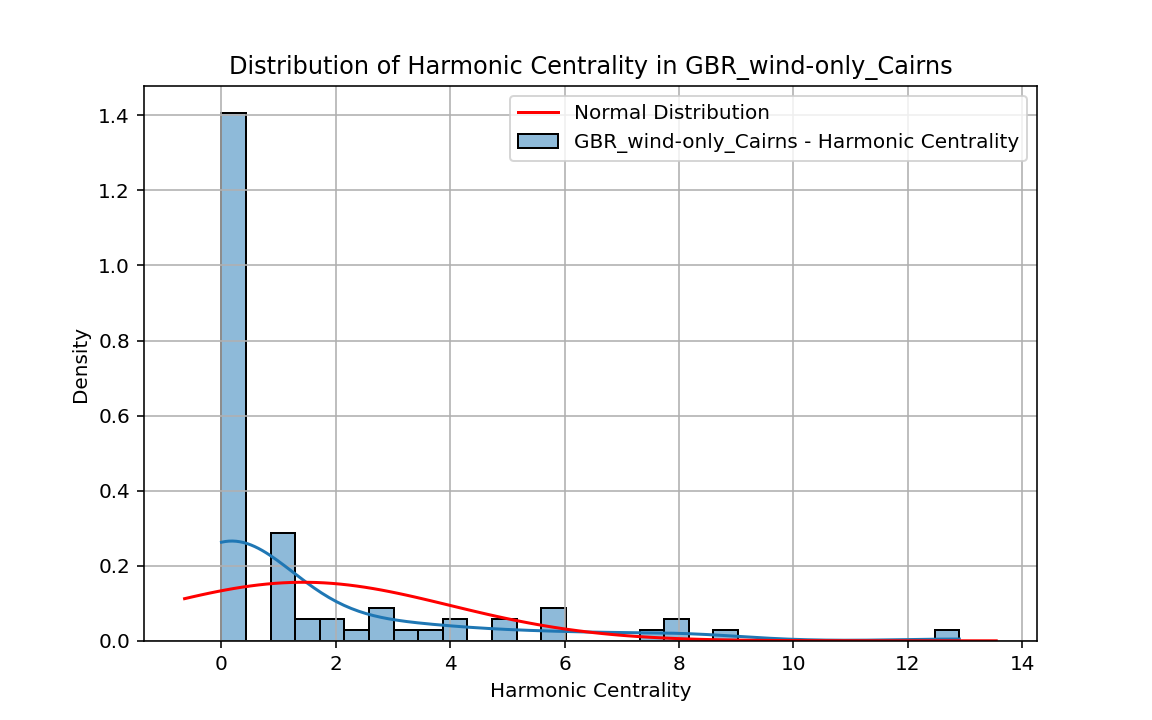 Distribution of Harmonic Centrality in GBR_wind-only_Cairns
Normal Distribution
GBR_wind-only_Cairns - Harmonic Centrality
1.4
1.2
1.0
0.8
0.6
0.4
0.2
0.0
Density
0 2 4 6 8 10 12 14
Harmonic Centrality